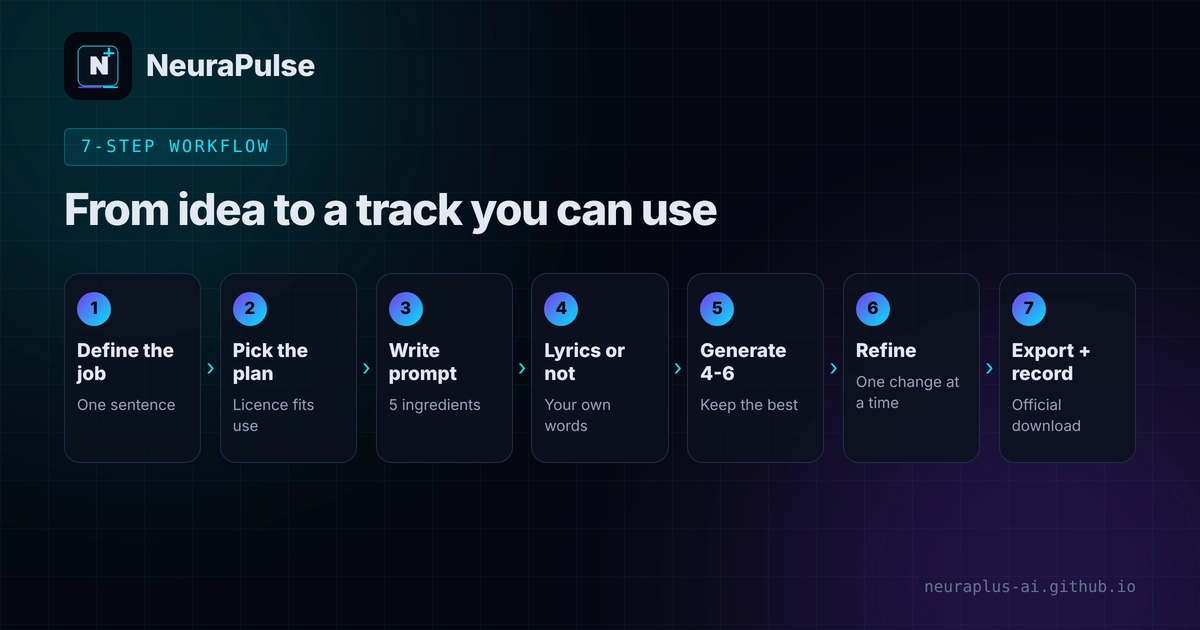 N+
NeuraPulse
7-STEP WORKFLOW
From idea to a track you can use
1
Define the
job
One sentence
›
2
Pick the
plan
Licence fits
use
›
3
Write
prompt
5 ingredients
›
4
Lyrics or
not
Your own
words
›
5
Generate
4-6
Keep the best
›
6
Refine
One change at
a time
›
7
Export +
record
Official
download
neuraplus-ai.github.io